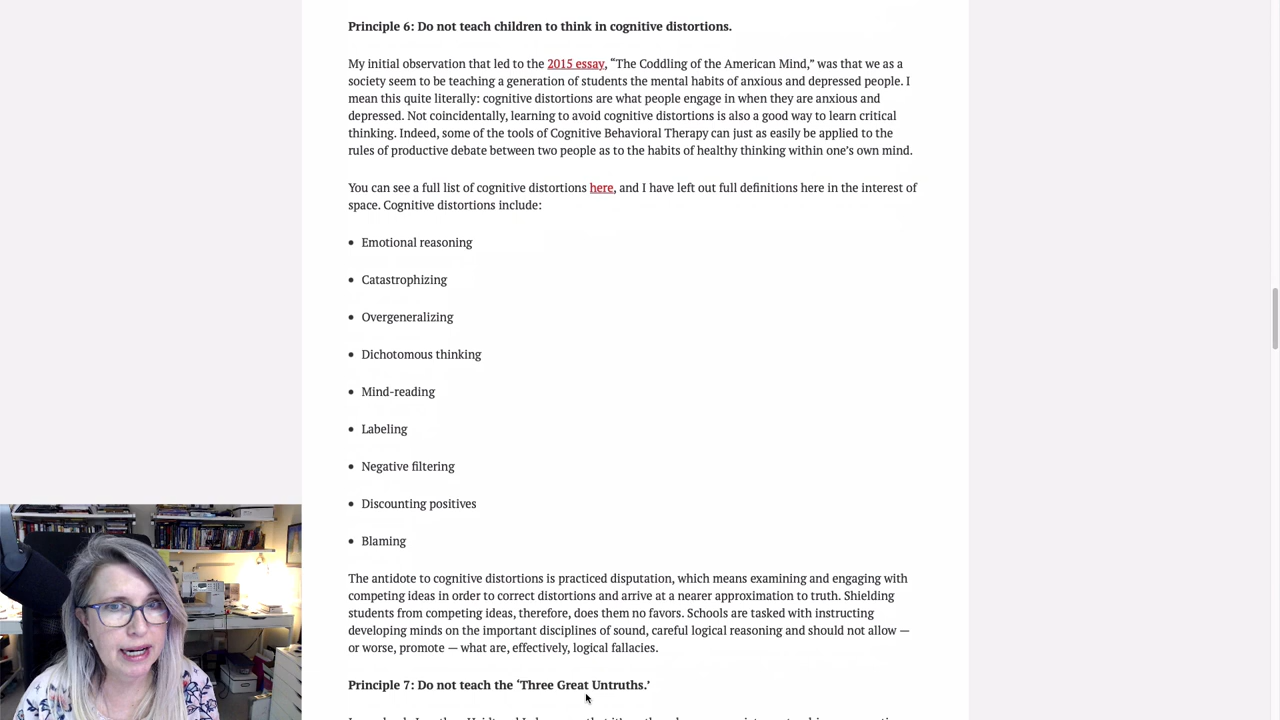 Principle 6: Do not teach children to think in cognitive distortions.
My initial observation that led to the 2015 essay, “The Coddling of the American Mind,” was that we as a
society seem to be teaching a generation of students the mental habits of anxious and depressed people. I
mean this quite literally: cognitive distortions are what people engage in when they are anxious and
depressed. Not coincidentally, learning to avoid cognitive distortions is also a good way to learn critical
thinking. Indeed, some of the tools of Cognitive Behavioral Therapy can just as easily be applied to the
rules of productive debate between two people as to the habits of healthy thinking within one’s own mind.
You can see a full list of cognitive distortions here, and I have left out full definitions here in the interest of
space. Cognitive distortions include:
• Emotional reasoning
• Catastrophizing
• Overgeneralizing
• Dichotomous thinking
• Mind-reading
• Labeling
• Negative filtering
• Discounting positives
• Blaming
The antidote to cognitive distortions is practiced disputation, which means examining and engaging with
competing ideas in order to correct distortions and arrive at a nearer approximation to truth. Shielding
students from competing ideas, therefore, does them no favors. Schools are tasked with instructing
developing minds on the important disciplines of sound, careful logical reasoning and should not allow —
or worse, promote — what are, effectively, logical fallacies.
Principle 7: Do not teach the ‘Three Great Untruths.’